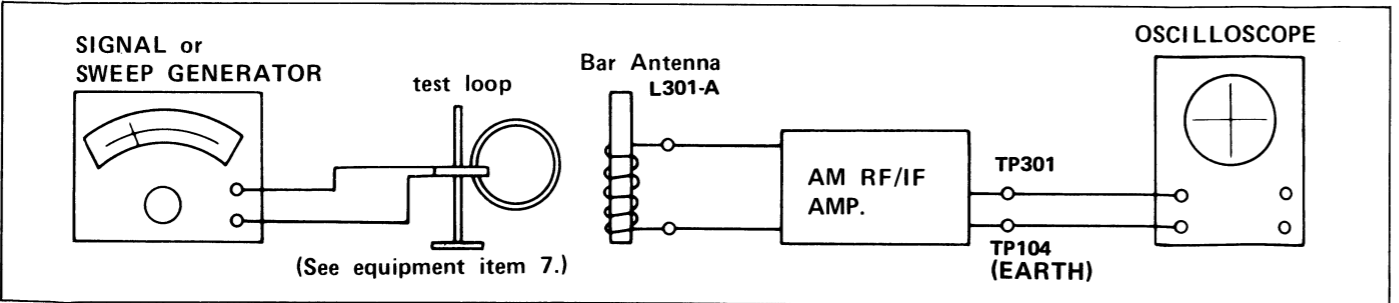 SIGNAL or
SWEEP GENERATOR
test loop
(See equipment item 7.)
Bar Antenna
L301-A
AM RF/IF
AMP.
TP301
TP104
(EARTH)
OSCILLOSCOPE